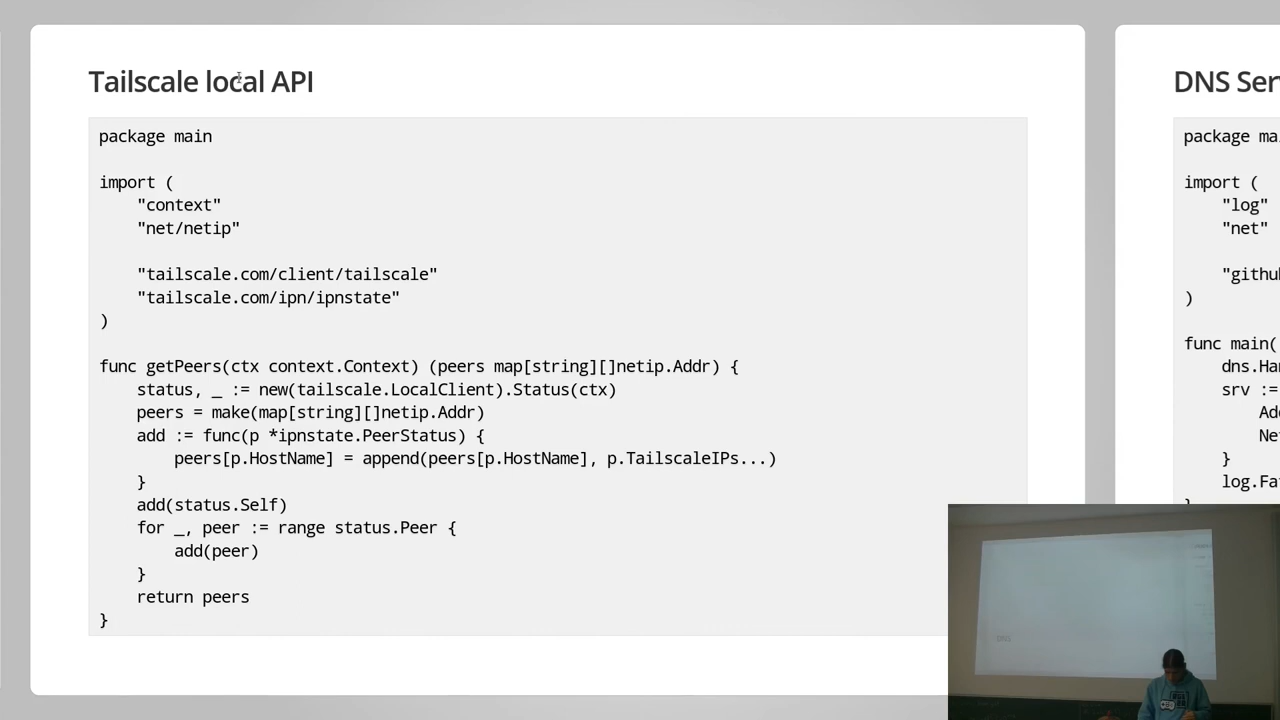 Tailscale local API
package main
import (
    "context"
    "net/netip"
    "tailscale.com/client/tailscale"
    "tailscale.com/ipn/ipnstate"
)
func getPeers(ctx context.Context) (peers map[string][]netip.Addr) {
    status, _ := new(tailscale.LocalClient).Status(ctx)
    peers = make(map[string][]netip.Addr)
    add := func(p *ipnstate.PeerStatus) {
        peers[p.HostName] = append(peers[p.HostName], p.TailscaleIPs...)
    }
    add(status.Self)
    for _, peer := range status.Peer {
        add(peer)
    }
    return peers
}
DNS Ser
package ma
import (
    "log"
    "net"
    "github
)
func main(
    dns.Ha
    srv :=
        Ad
        Ne
    }
    log.Fa
DNS